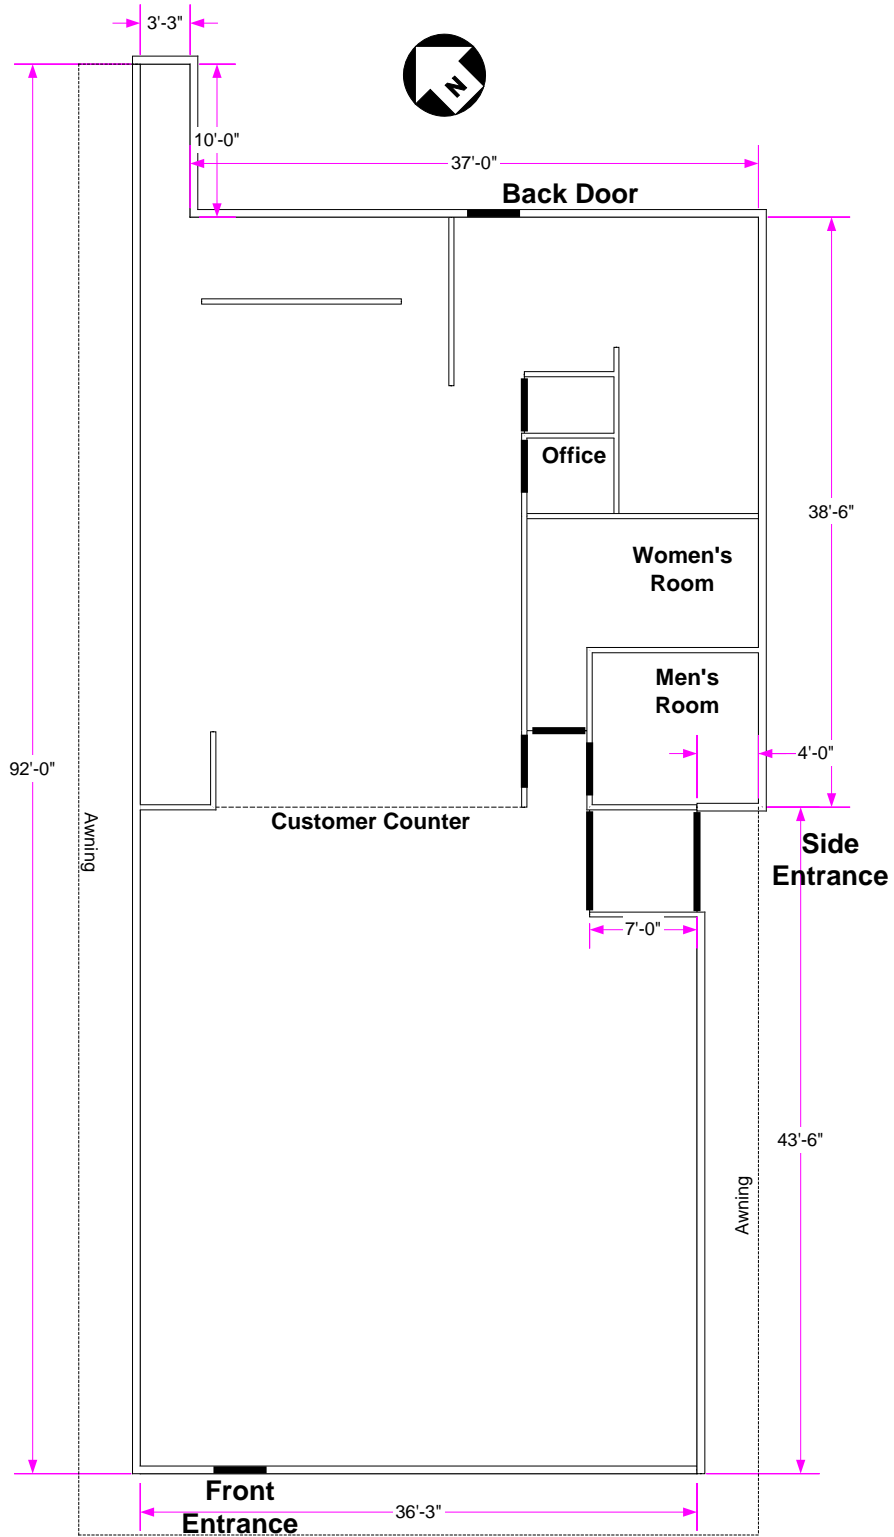 3'-3"
N
10'-0"
37'-0"
Back Door
Office
38'-6"
Women's
Room
Men's
Room
4'-0"
92'-0"
Awning
Customer Counter
Side
Entrance
7'-0"
43'-6"
Awning
Front
Entrance
36'-3"